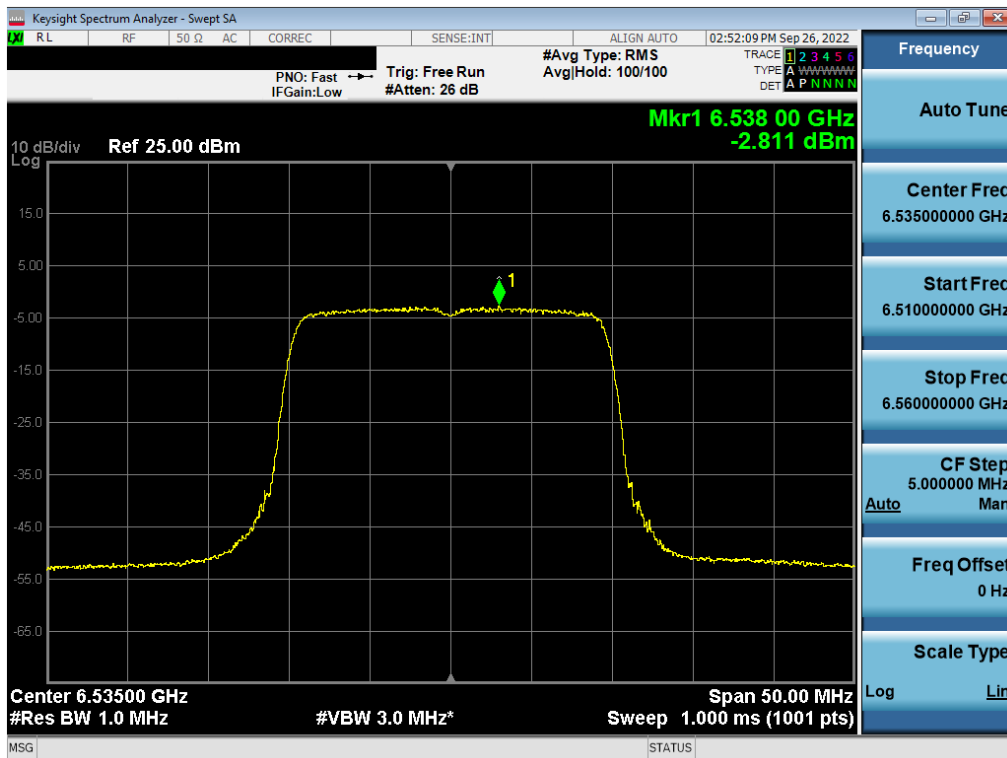 Keysight Spectrum Analyzer - Swept SA
LXI RL RF 50 Ω AC CORREC SENSE:INT ALIGN AUTO 02:52:09 PM Sep 26, 2022
PNO: Fast
IFGain:Low
Trig: Free Run
#Atten: 26 dB
#Avg Type: RMS
Avg|Hold: 100/100
TRACE 1 2 3 4 5 6
TYPE A WWWWW
DET A P N N N N
Mkr1 6.538 00 GHz
-2.811 dBm
10 dB/div Ref 25.00 dBm
Log
15.0
5.00
-5.00
-15.0
-25.0
-35.0
-45.0
-55.0
-65.0
1
Center 6.53500 GHz
Span 50.00 MHz
#Res BW 1.0 MHz
#VBW 3.0 MHz*
Sweep 1.000 ms (1001 pts)
MSG
STATUS
Frequency
Auto Tune
Center Freq
6.535000000 GHz
Start Freq
6.510000000 GHz
Stop Freq
6.560000000 GHz
CF Step
5.000000 MHz
Auto Man
Freq Offset
0 Hz
Scale Type
Log Lin